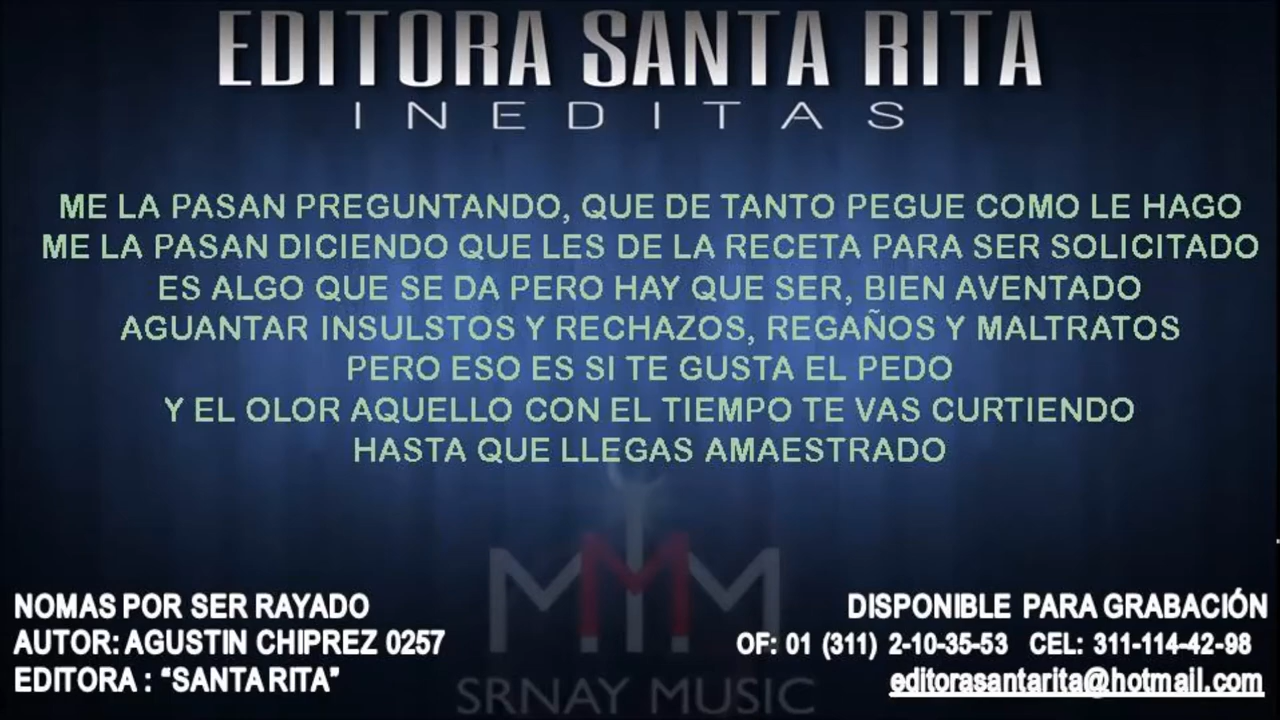 EDITORA SANTA RITA
INEDITAS
ME LA PASAN PREGUNTANDO, QUE DE TANTO PEGUE COMO LE HAGO
ME LA PASAN DICIENDO QUE LES DE LA RECETA PARA SER SOLICITADO
ES ALGO QUE SE DA PERO HAY QUE SER, BIEN AVENTADO
AGUANTAR INSULSTOS Y RECHAZOS, REGAÑOS Y MALTRATOS
PERO ESO ES SI TE GUSTA EL PEDO
Y EL OLOR AQUELLO CON EL TIEMPO TE VAS CURTIENDO
HASTA QUE LLEGAS AMAESTRADO
NOMAS POR SER RAYADO
AUTOR: AGUSTIN CHIPREZ 0257
EDITORA : “SANTA RITA”
DISPONIBLE PARA GRABACIÓN
OF: 01 (311) 2-10-35-53 CEL: 311-114-42-98
editorasantarita@hotmail.com
MMM
SRNAY MUSIC